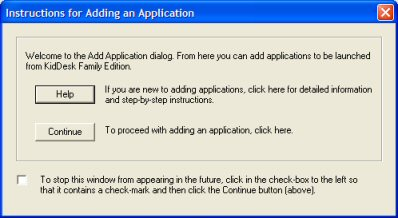 Instructions for Adding an Application
Welcome to the Add Application dialog. From here you can add applications to be launched
from KidDesk Family Edition.
Help
If you are new to adding applications, click here for detailed information
and step-by-step instructions.
Continue
To proceed with adding an application, click here.
To stop this window from appearing in the future, click in the check-box to the left so
that it contains a check-mark and then click the Continue button (above).